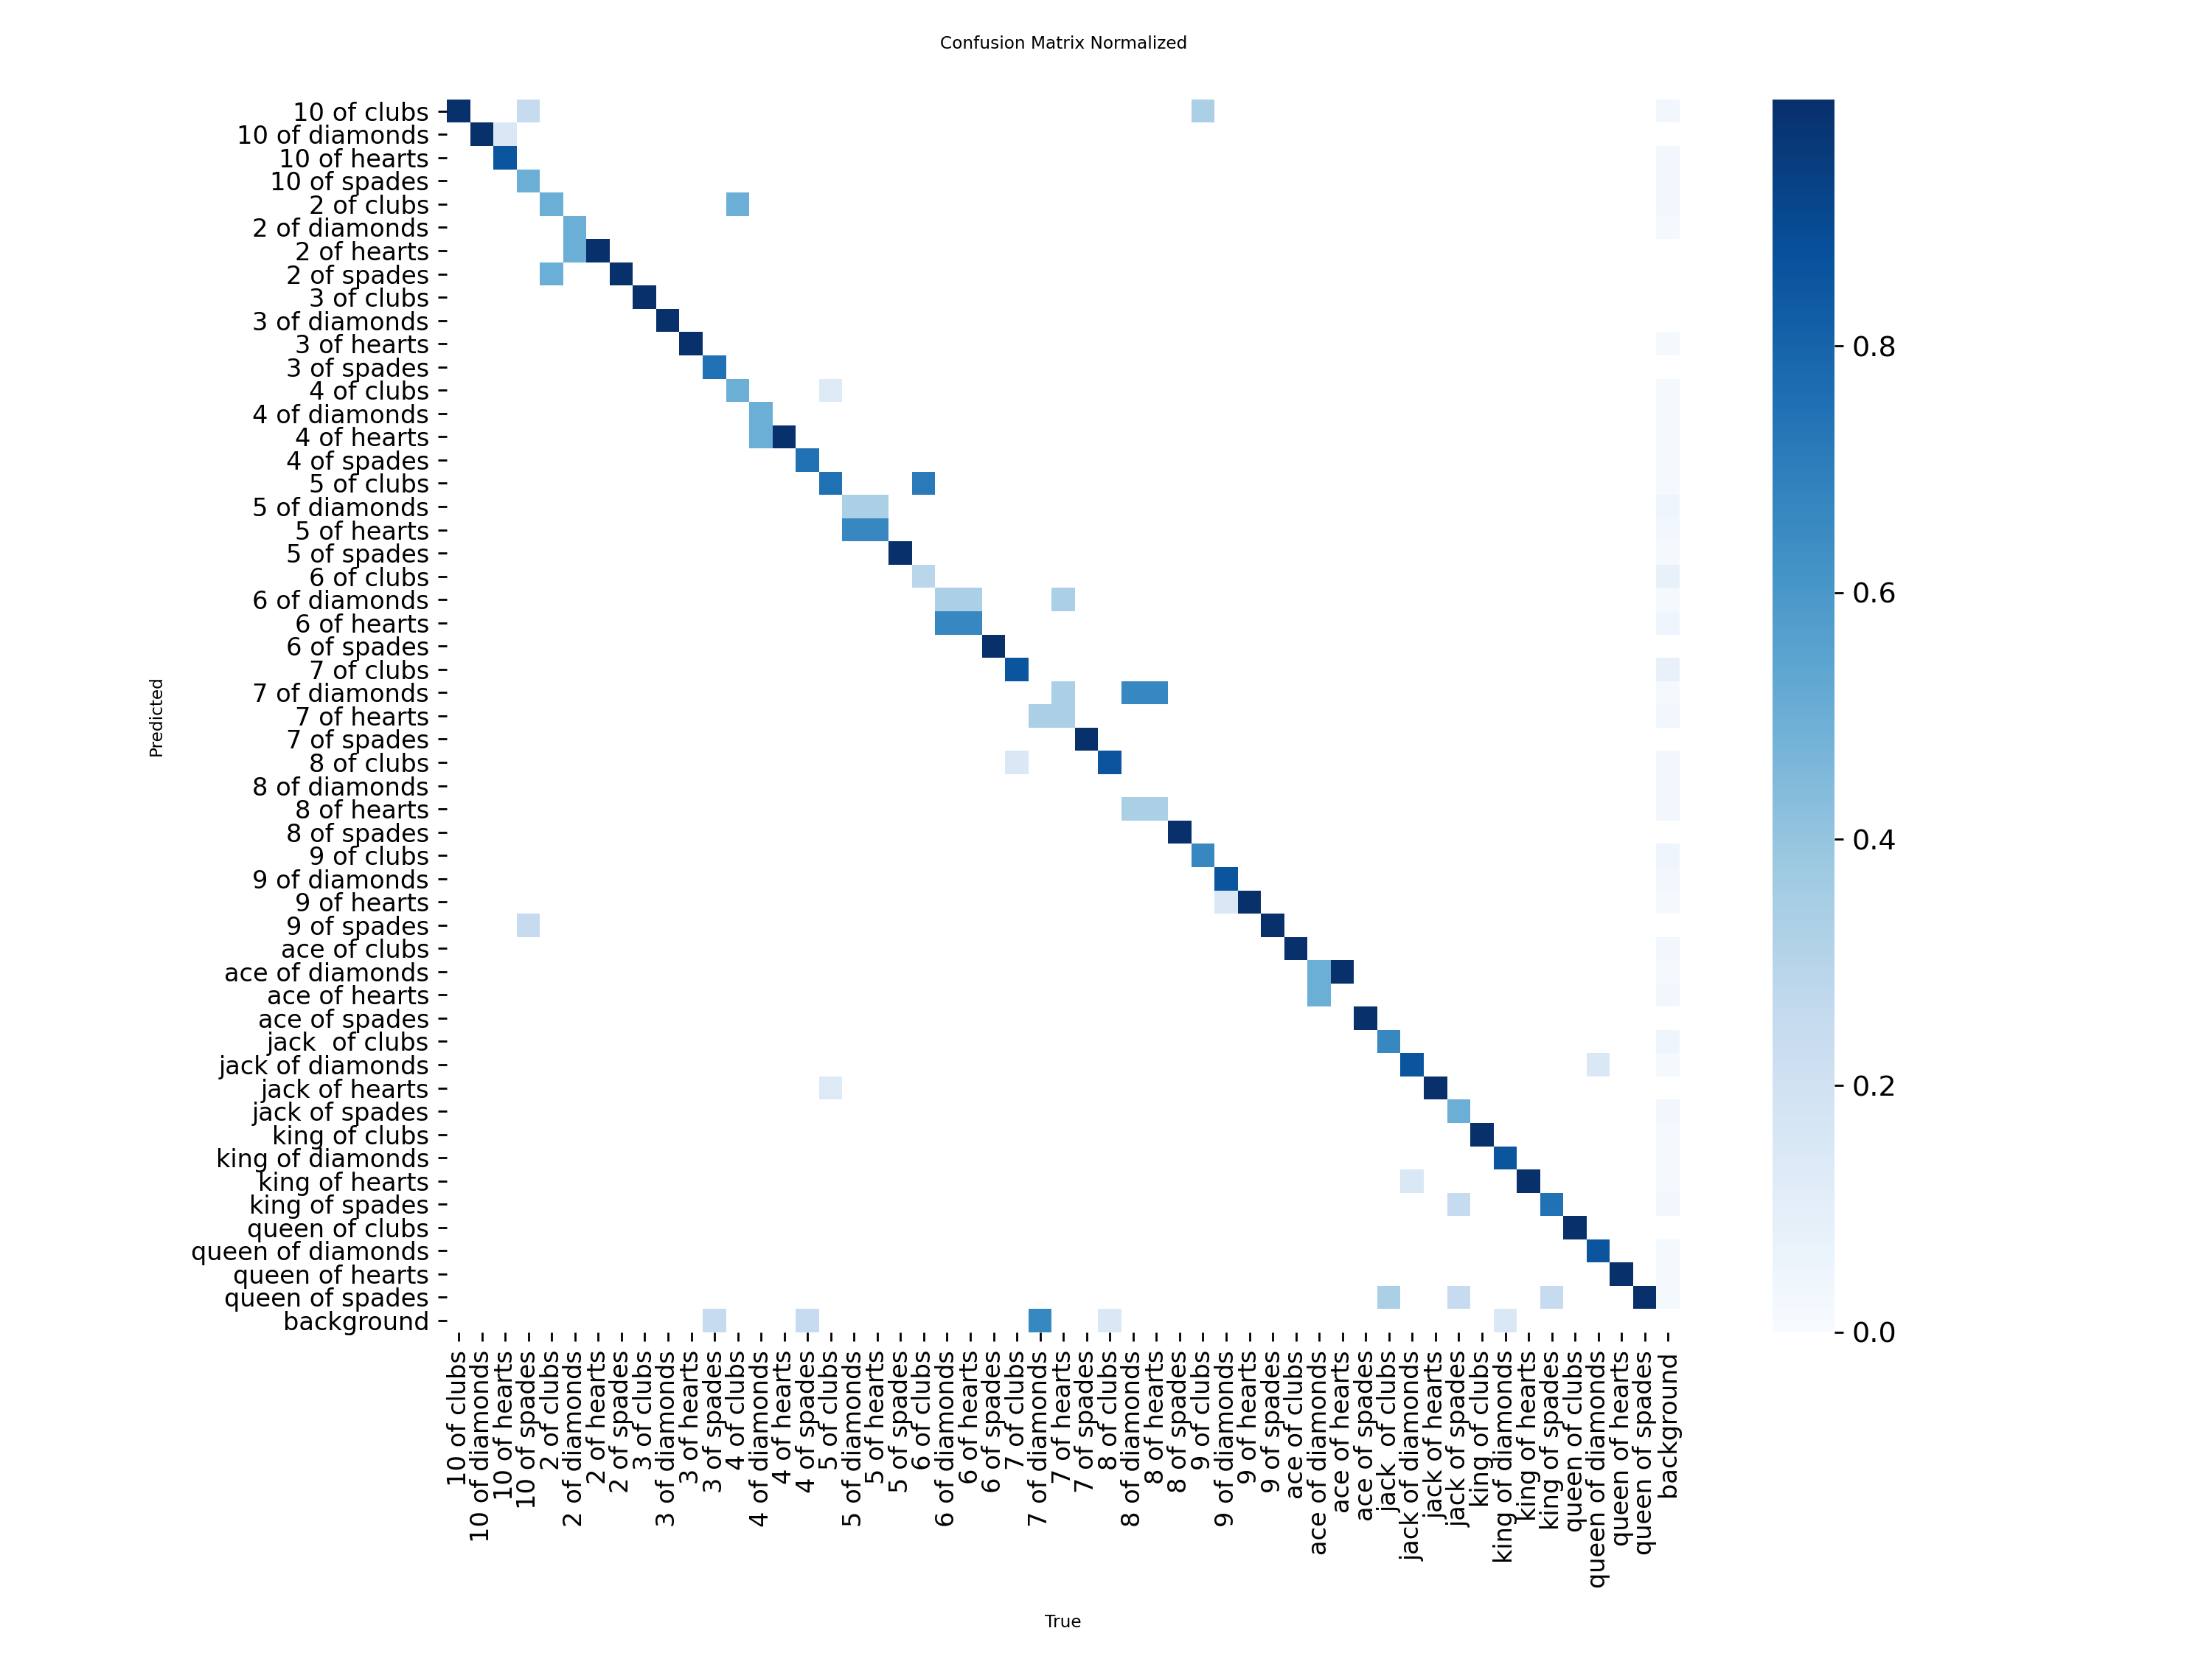 Confusion Matrix Normalized
10 of clubs
10 of diamonds
10 of hearts
10 of spades
2 of clubs
2 of diamonds
2 of hearts
2 of spades
3 of clubs
3 of diamonds
3 of hearts
3 of spades
4 of clubs
4 of diamonds
4 of hearts
4 of spades
5 of clubs
5 of diamonds
5 of hearts
5 of spades
6 of clubs
6 of diamonds
6 of hearts
6 of spades
7 of clubs
7 of diamonds
7 of hearts
7 of spades
8 of clubs
8 of diamonds
8 of hearts
8 of spades
9 of clubs
9 of diamonds
9 of hearts
9 of spades
ace of clubs
ace of diamonds
ace of hearts
ace of spades
jack  of clubs
jack of diamonds
jack of hearts
jack of spades
king of clubs
king of diamonds
king of hearts
king of spades
queen of clubs
queen of diamonds
queen of hearts
queen of spades
background
Predicted
10 of clubs
10 of diamonds
10 of hearts
10 of spades
2 of clubs
2 of diamonds
2 of hearts
2 of spades
3 of clubs
3 of diamonds
3 of hearts
3 of spades
4 of clubs
4 of diamonds
4 of hearts
4 of spades
5 of clubs
5 of diamonds
5 of hearts
5 of spades
6 of clubs
6 of diamonds
6 of hearts
6 of spades
7 of clubs
7 of diamonds
7 of hearts
7 of spades
8 of clubs
8 of diamonds
8 of hearts
8 of spades
9 of clubs
9 of diamonds
9 of hearts
9 of spades
ace of clubs
ace of diamonds
ace of hearts
ace of spades
jack  of clubs
jack of diamonds
jack of hearts
jack of spades
king of clubs
king of diamonds
king of hearts
king of spades
queen of clubs
queen of diamonds
queen of hearts
queen of spades
background
True
0.8
0.6
0.4
0.2
0.0